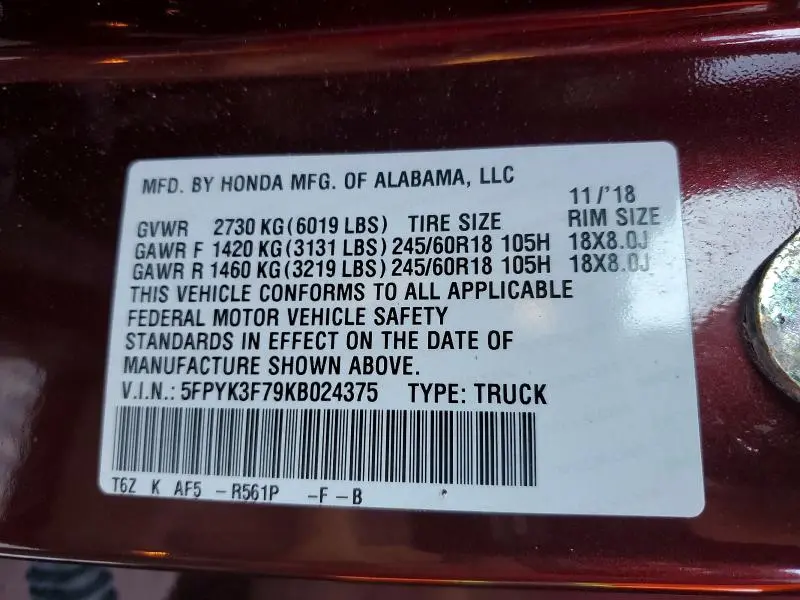 MFD. BY HONDA MFG. OF ALABAMA, LLC 11/'18
GVWR 2730 KG (6019 LBS) TIRE SIZE RIM SIZE
GAWR F 1420 KG (3131 LBS) 245/60R18 105H 18X8.0J
GAWR R 1460 KG (3219 LBS) 245/60R18 105H 18X8.0J
THIS VEHICLE CONFORMS TO ALL APPLICABLE
FEDERAL MOTOR VEHICLE SAFETY
STANDARDS IN EFFECT ON THE DATE OF
MANUFACTURE SHOWN ABOVE.
V.I.N.: 5FPYK3F79KB024375 TYPE: TRUCK
T6Z K AF5 -R561P -F-B